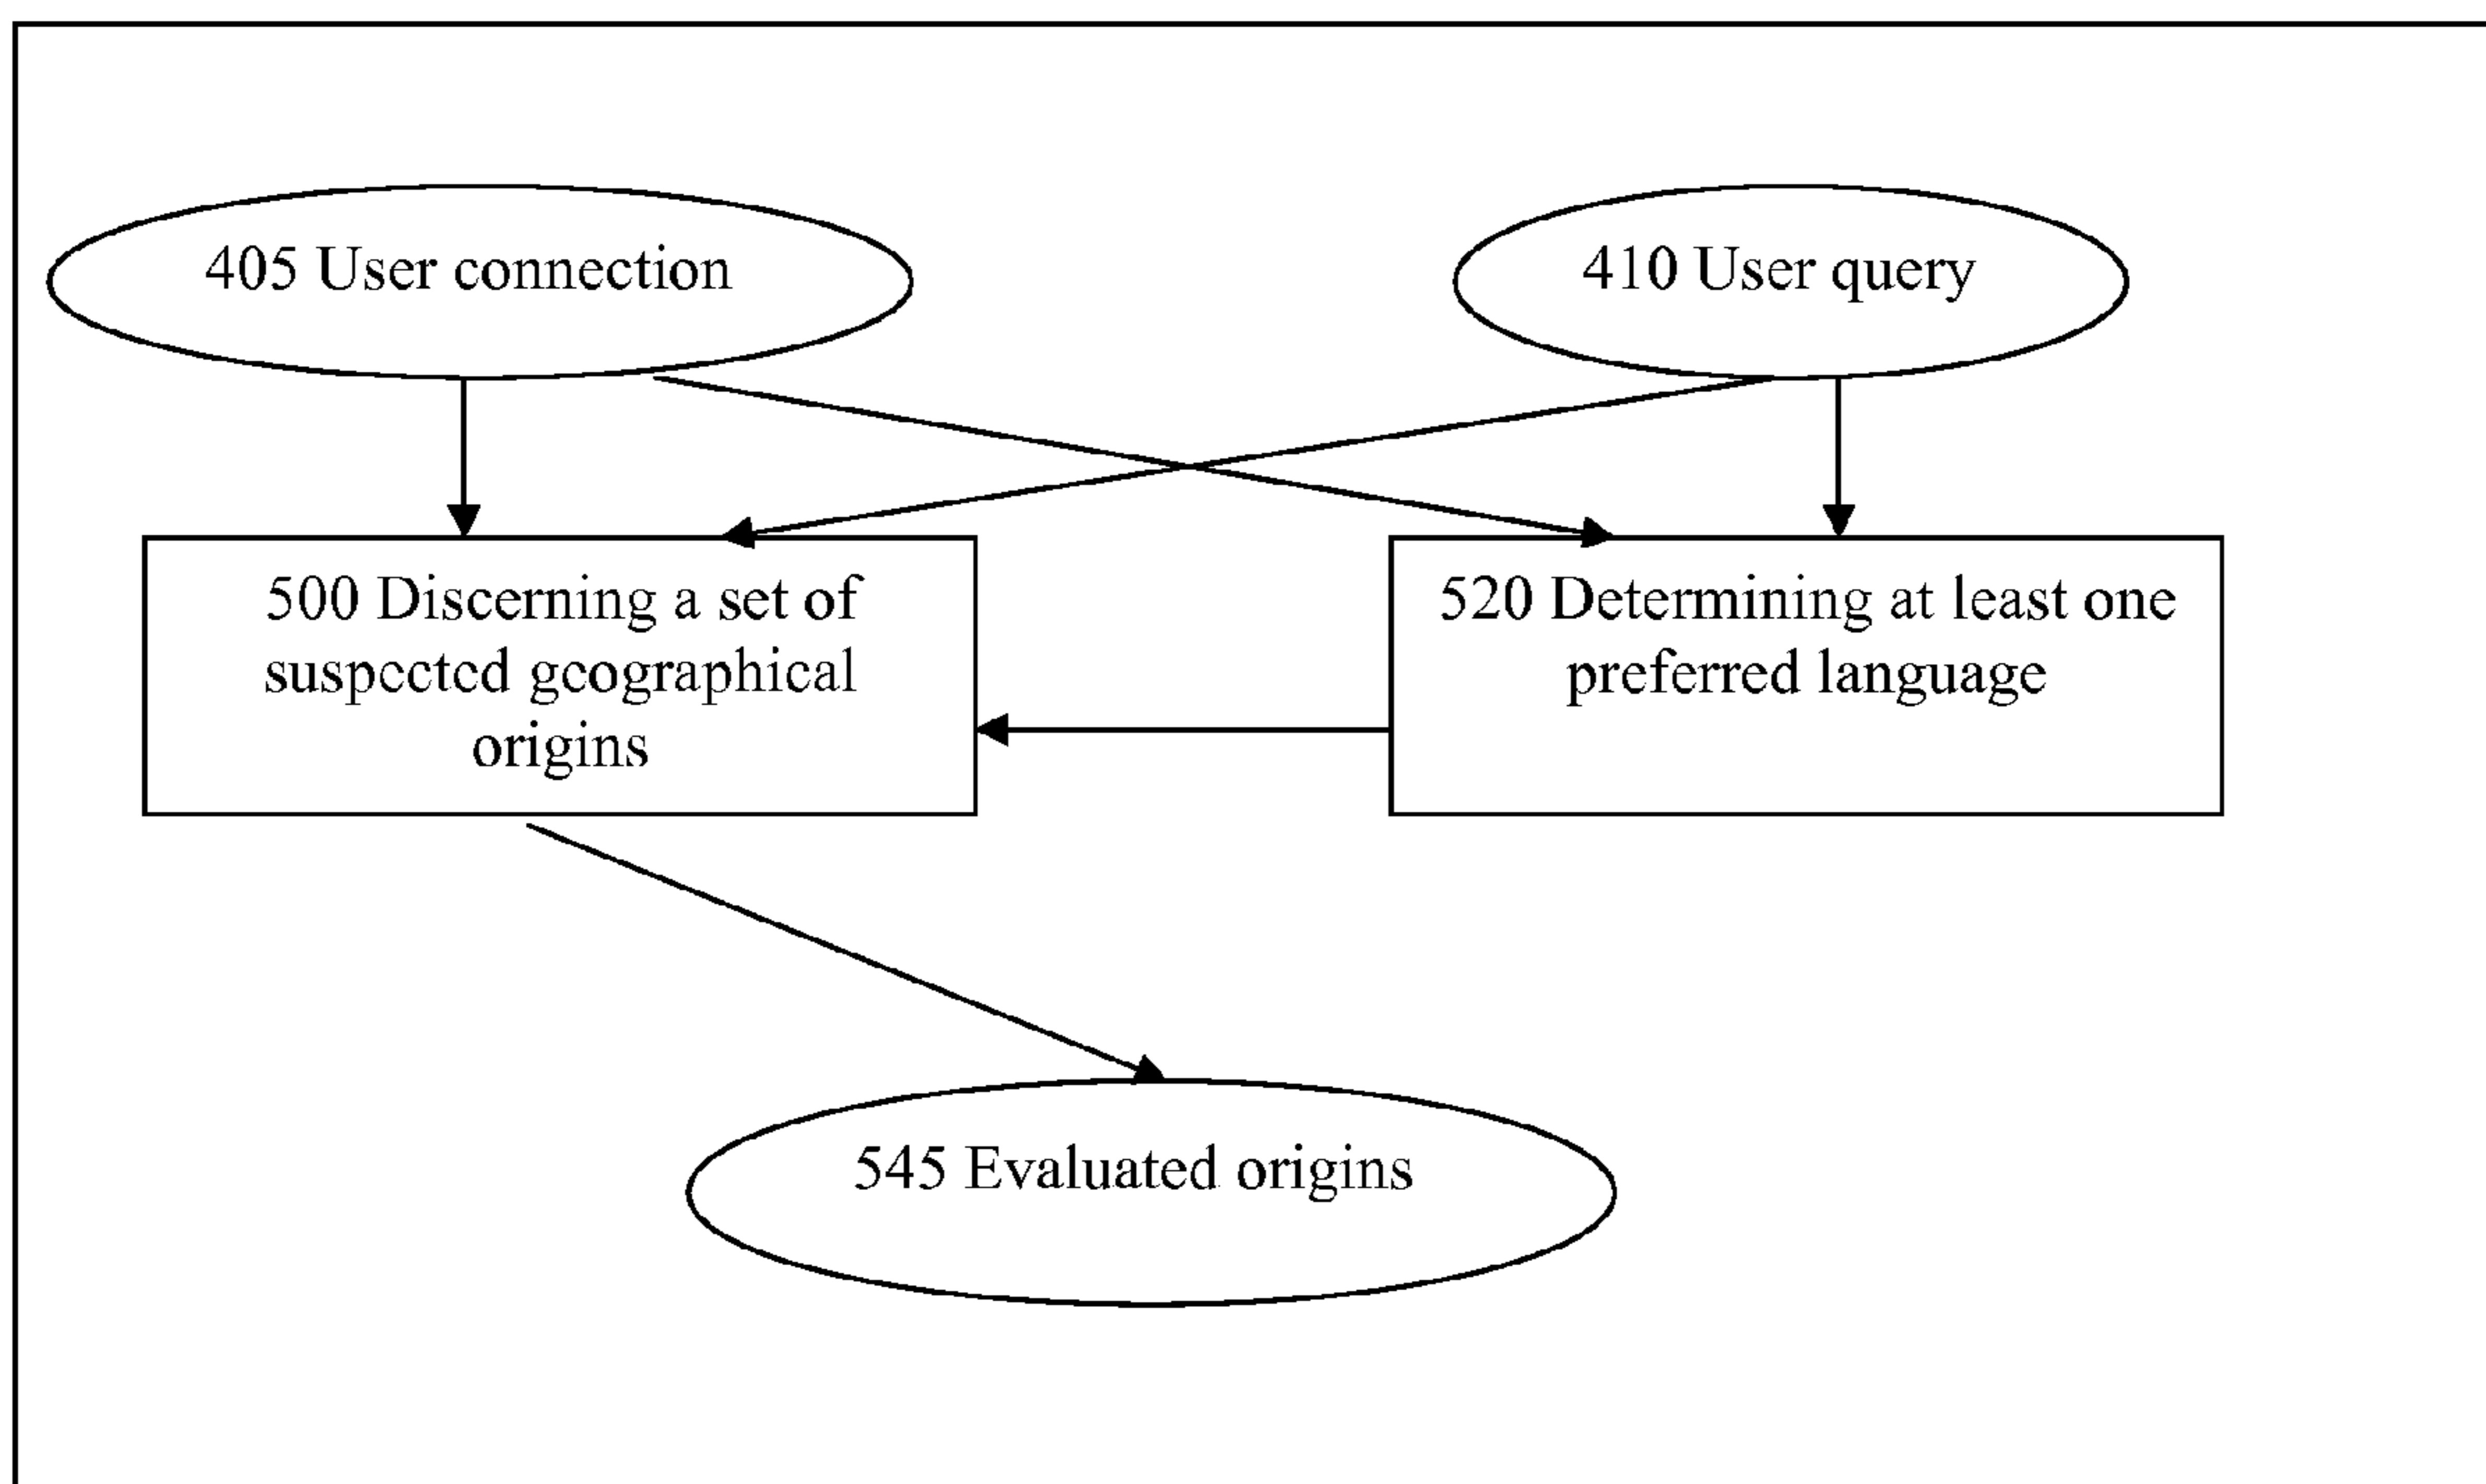 405 User connection
410 User query
500 Discerning a set of
suspected geographical
origins
520 Determining at least one
preferred language
545 Evaluated origins